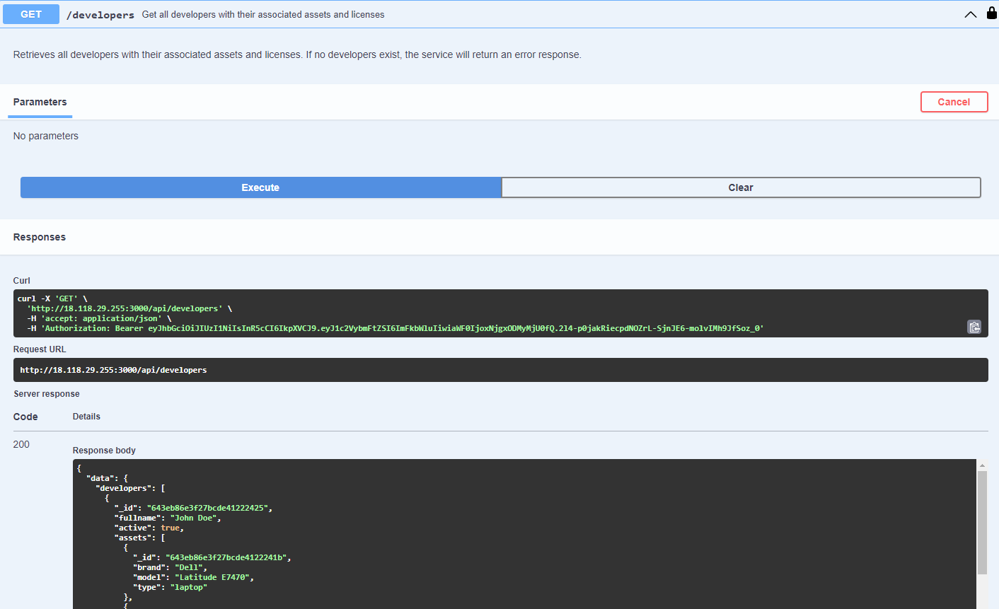 GET /developers Get all developers with their associated assets and licenses
Retrieves all developers with their associated assets and licenses. If no developers exist, the service will return an error response.
Parameters
Cancel
No parameters
Execute
Clear
Responses
Curl
curl -X 'GET' \
'http://18.118.29.255:3000/api/developers' \
-H 'accept: application/json' \
-H 'Authorization: Bearer eyJhbGciOiJIUzI1NiIsInR5cCI6IkpXVCJ9.eyJ1c2VybmFtZSI6ImFkbWluIiwiaWF0IjoxNjgxODMyMjU0fQ.2l4-p0jakRiecpdNOZrL-SjnJE6-molvIMh9JfSoz_0'
Request URL
http://18.118.29.255:3000/api/developers
Server response
Code Details
200
Response body
{
"data": {
"developers": [
{
"_id": "643eb86e3f27bcde41222425",
"fullname": "John Doe",
"active": true,
"assets": [
{
"_id": "643eb86e3f27bcde4122241b",
"brand": "Dell",
"model": "Latitude E7470",
"type": "laptop"
},
{